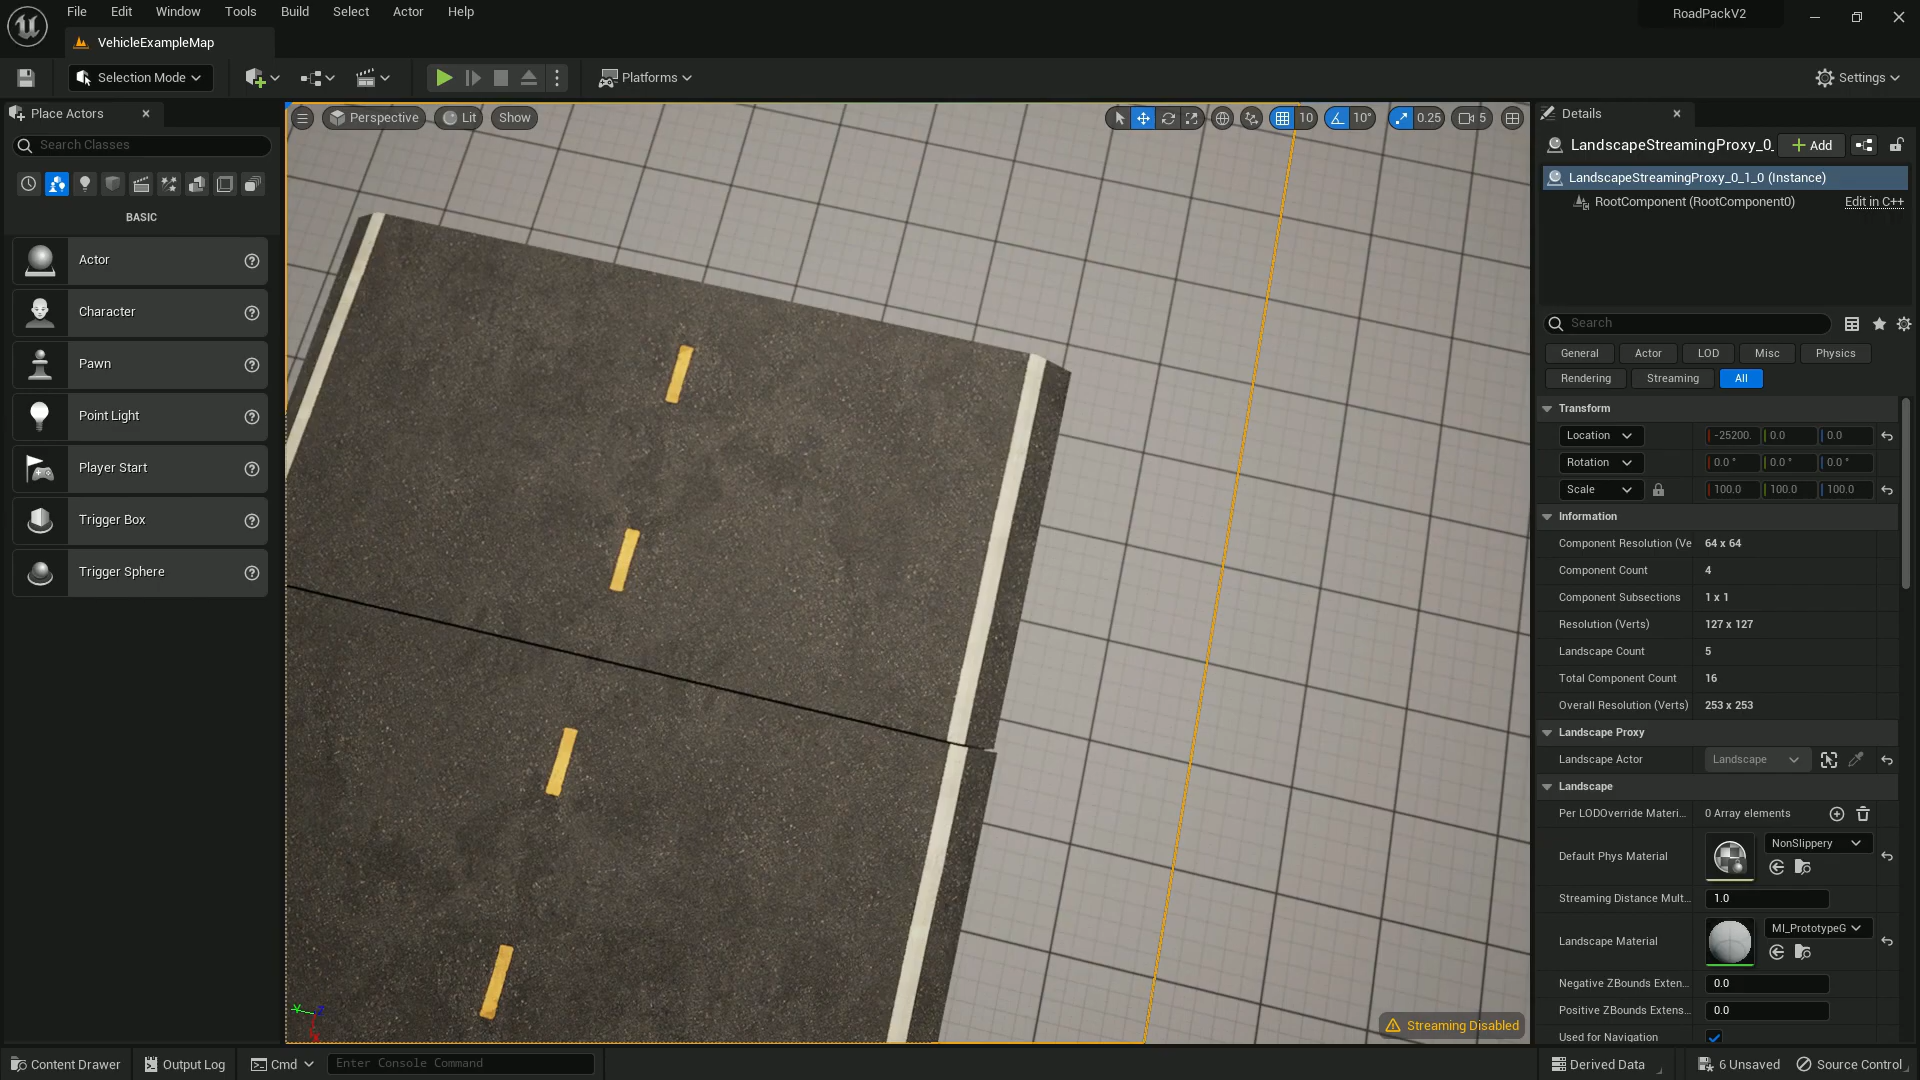 File Edit Window Tools Build Select Actor Help
RoadPackV2
VehicleExampleMap
Selection Mode
Platforms
Settings
Place Actors
Search Classes
BASIC
Actor
Character
Pawn
Point Light
Player Start
Trigger Box
Trigger Sphere
Perspective Lit Show
10 10° 0.25 5
Streaming Disabled
Details
LandscapeStreamingProxy_0_
Add
LandscapeStreamingProxy_0_1_0 (Instance)
RootComponent (RootComponent0) Edit in C++
Search
General Actor LOD Misc Physics
Rendering Streaming All
Transform
Location -25200. 0.0 0.0
Rotation 0.0 ° 0.0 ° 0.0 °
Scale 100.0 100.0 100.0
Information
Component Resolution (Ve 64 x 64
Component Count 4
Component Subsections 1 x 1
Resolution (Verts) 127 x 127
Landscape Count 5
Total Component Count 16
Overall Resolution (Verts) 253 x 253
Landscape Proxy
Landscape Actor Landscape
Landscape
Per LODOverride Materi... 0 Array elements
Default Phys Material NonSlippery
Streaming Distance Mult... 1.0
Landscape Material MI_PrototypeG
Negative ZBounds Exten... 0.0
Positive ZBounds Extens... 0.0
Used for Navigation
Content Drawer Output Log Cmd Enter Console Command
Derived Data 6 Unsaved Source Control